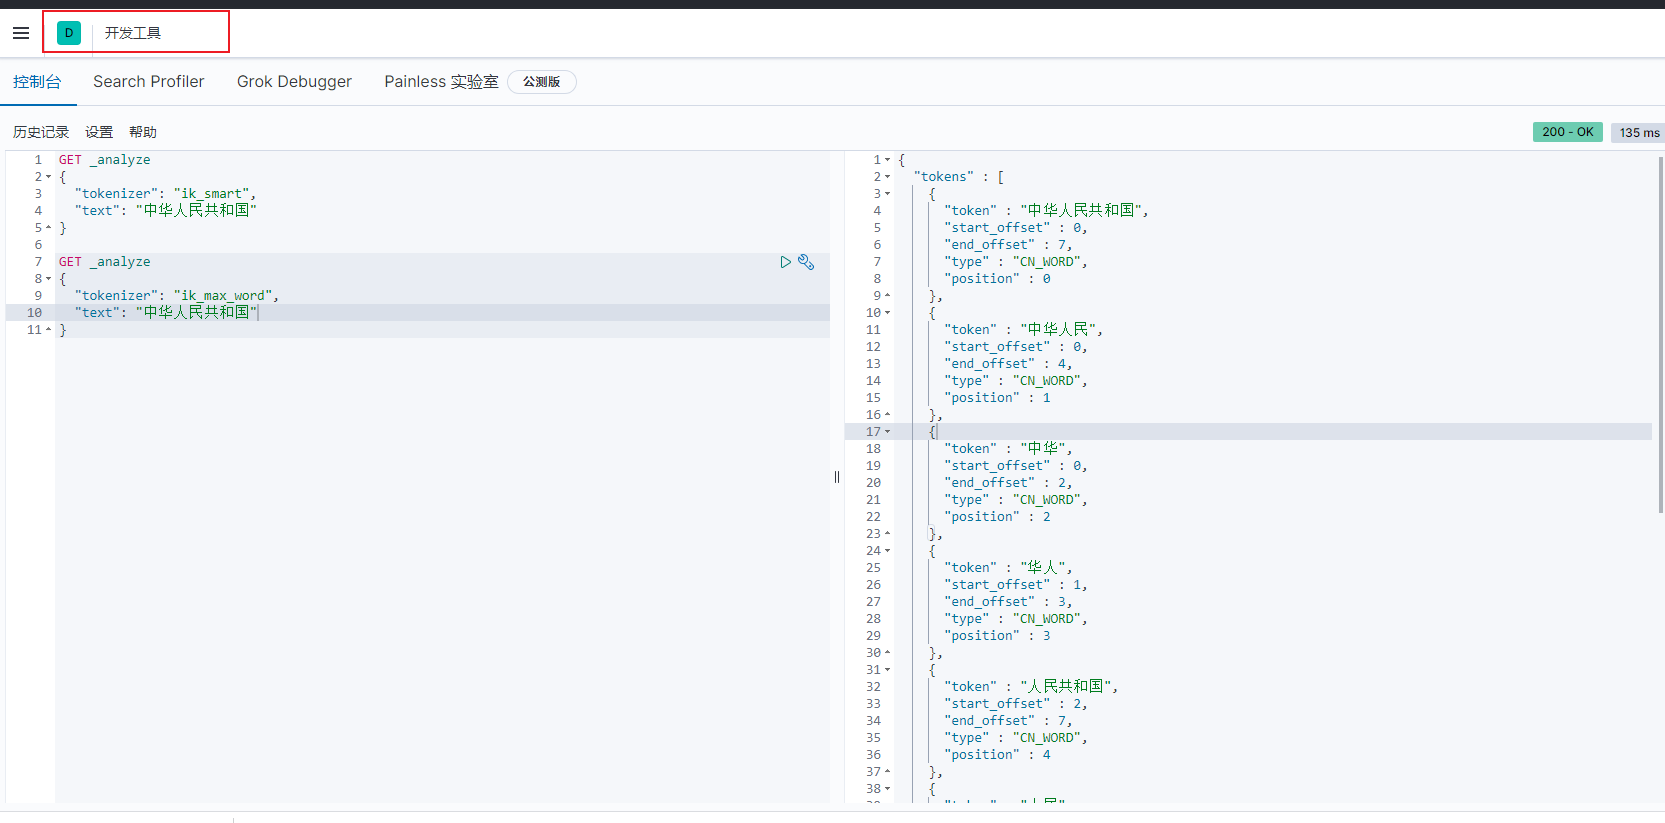 D 开发工具
控制台 Search Profiler Grok Debugger Painless 实验室 公测版
历史记录 设置 帮助
200 - OK 135 ms
1 GET _analyze
2 {
3 "tokenizer": "ik_smart",
4 "text": "中华人民共和国"
5 }
6
7 GET _analyze
8 {
9 "tokenizer": "ik_max_word",
10 "text": "中华人民共和国"
11 }
1 {
2 "tokens" : [
3 {
4 "token" : "中华人民共和国",
5 "start_offset" : 0,
6 "end_offset" : 7,
7 "type" : "CN_WORD",
8 "position" : 0
9 },
10 {
11 "token" : "中华人民",
12 "start_offset" : 0,
13 "end_offset" : 4,
14 "type" : "CN_WORD",
15 "position" : 1
16 },
17 {
18 "token" : "中华",
19 "start_offset" : 0,
20 "end_offset" : 2,
21 "type" : "CN_WORD",
22 "position" : 2
23 },
24 {
25 "token" : "华人",
26 "start_offset" : 1,
27 "end_offset" : 3,
28 "type" : "CN_WORD",
29 "position" : 3
30 },
31 {
32 "token" : "人民共和国",
33 "start_offset" : 2,
34 "end_offset" : 7,
35 "type" : "CN_WORD",
36 "position" : 4
37 },
38 {